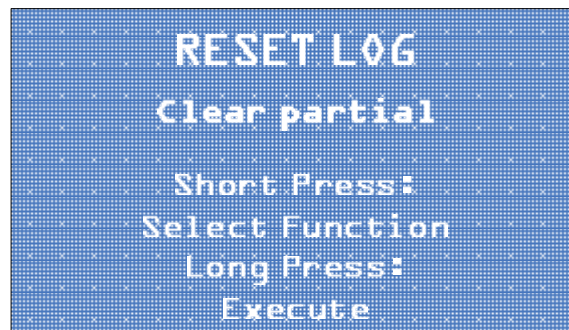 RESET LOG
Clear partial
Short Press:
Select Function
Long Press:
Execute